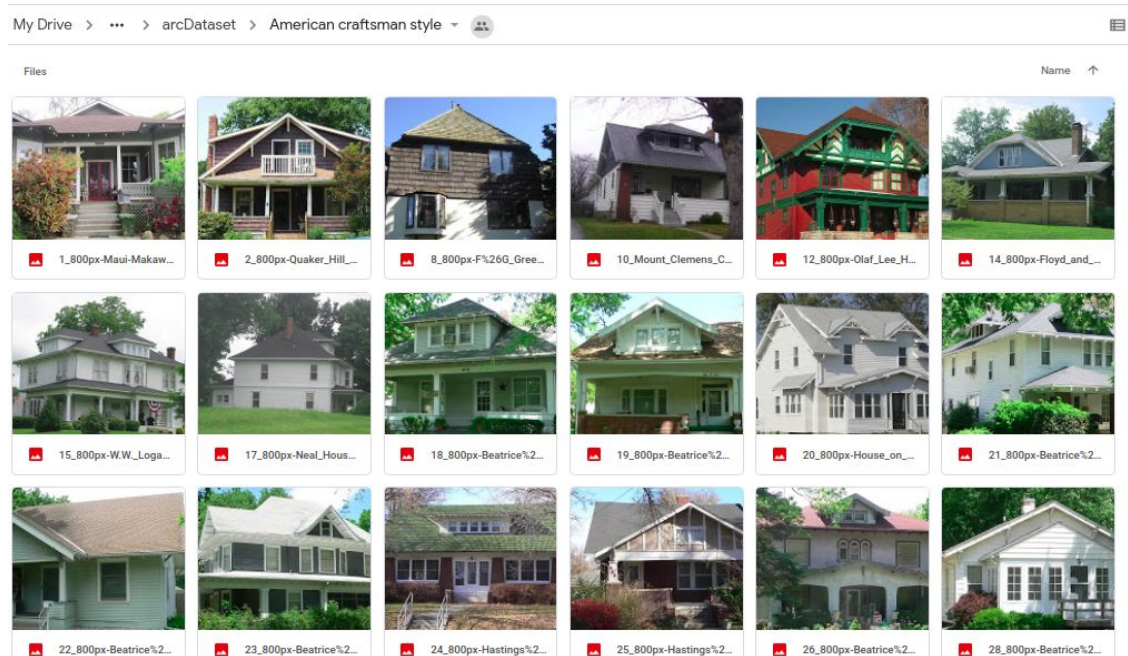 My Drive > ••• > arcDataset > American craftsman style
Files
Name
1_800px-Maui-Makaw...
2_800px-Quaker_Hill_...
8_800px-F%26G_Gree...
10_Mount_Clemens_C...
12_800px-Olaf_Lee_H...
14_800px-Floyd_and_...
15_800px-W.W._Loga...
17_800px-Neal_Hous...
18_800px-Beatrice%2...
19_800px-Beatrice%2...
20_800px-House_on_...
21_800px-Beatrice%2...
22_800px-Beatrice%2...
23_800px-Beatrice%2...
24_800px-Hastings%2...
25_800px-Hastings%2...
26_800px-Beatrice%2...
28_800px-Beatrice%2...